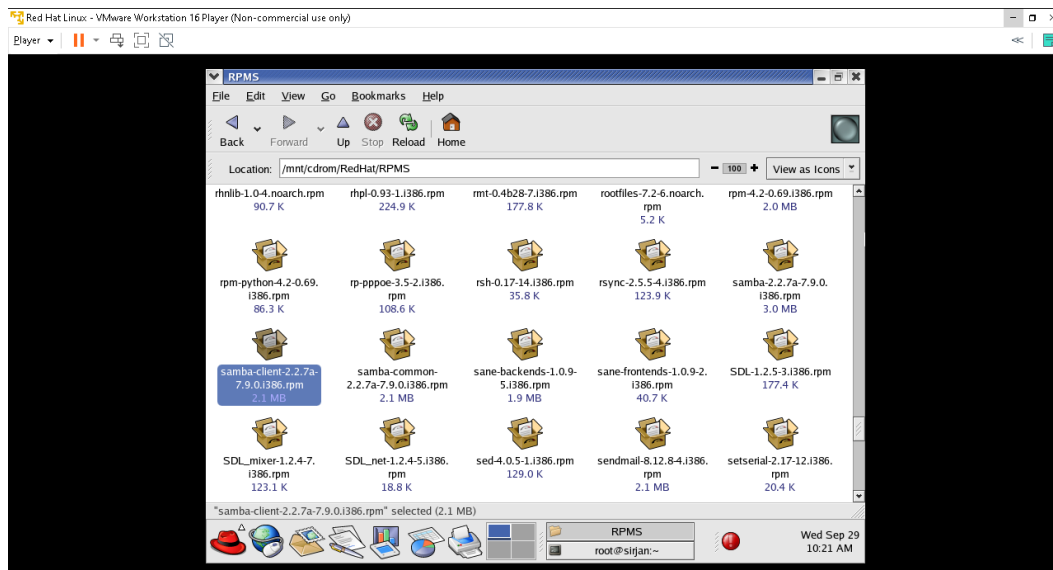 Red Hat Linux - VMware Workstation 16 Player (Non-commercial use only)
Player
RPMS
File Edit View Go Bookmarks Help
Back Forward Up Stop Reload Home
Location: /mnt/cdrom/RedHat/RPMS 100 View as Icons
rhnlib-1.0-4.noarch.rpm
90.7 K
rhpl-0.93-1.i386.rpm
224.9 K
rmt-0.4b28-7.i386.rpm
177.8 K
rootfiles-7.2-6.noarch.
rpm
5.2 K
rpm-4.2-0.69.i386.rpm
2.0 MB
rpm-python-4.2-0.69.
i386.rpm
86.3 K
rp-pppoe-3.5-2.i386.
rpm
108.6 K
rsh-0.17-14.i386.rpm
35.8 K
rsync-2.5.5-4.i386.rpm
123.9 K
samba-2.2.7a-7.9.0.
i386.rpm
3.0 MB
samba-client-2.2.7a-
7.9.0.i386.rpm
2.1 MB
samba-common-
2.2.7a-7.9.0.i386.rpm
2.1 MB
sane-backends-1.0.9-
5.i386.rpm
1.9 MB
sane-frontends-1.0.9-2.
i386.rpm
40.7 K
SDL-1.2.5-3.i386.rpm
177.4 K
SDL_mixer-1.2.4-7.
i386.rpm
123.1 K
SDL_net-1.2.4-5.i386.
rpm
18.8 K
sed-4.0.5-1.i386.rpm
129.0 K
sendmail-8.12.8-4.i386.
rpm
2.1 MB
setserial-2.17-12.i386.
rpm
20.4 K
"samba-client-2.2.7a-7.9.0.i386.rpm" selected (2.1 MB)
RPMS
root@sirjan:~
Wed Sep 29
10:21 AM